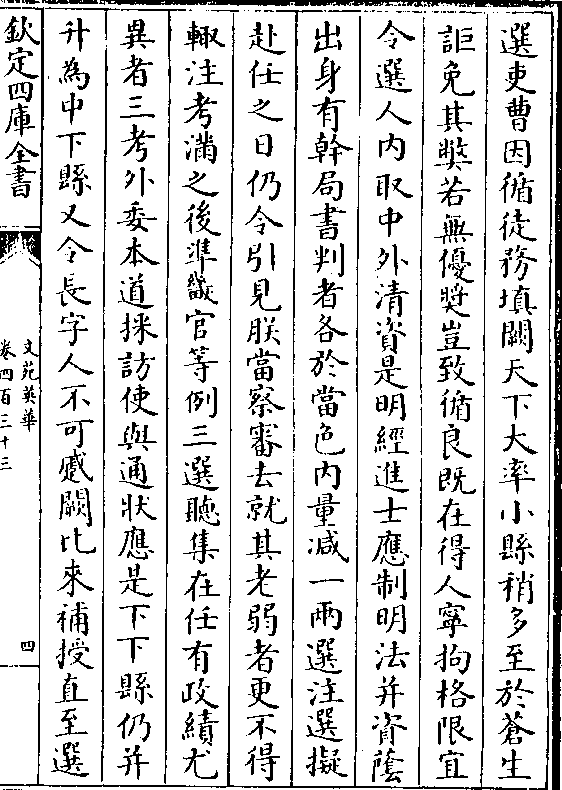 選吏曹因循徒務填闕天下大率小縣稍多至於蒼生
詎免其獘若無優奬豈致循良既在得人寧拘格限宜
令選人内取中外清資是明經進士應制明法并資蔭
出身有幹局書判者各於當色内量減一兩選注選擬
赴任之日仍令引見朕當察審去就其老弱者更不得
輙注考滿之後準畿官等例三選聽集在任有政績尤
異者三考外委本道採訪使與通狀應是下下縣仍并
升為中下縣又令長字人不可蹔闕比來補授直至選
欽定四庫全書
文苑英華
卷四百三十三
四